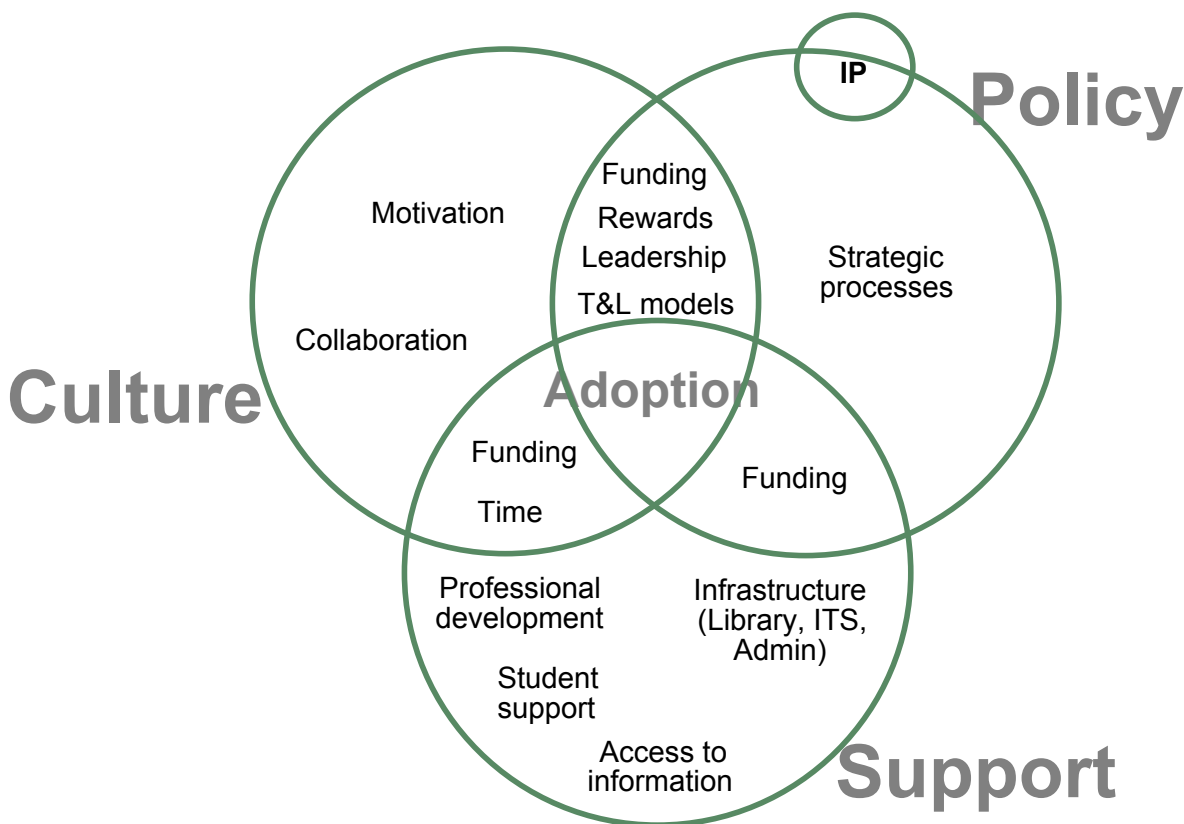 IP
Policy
Funding
Motivation
Rewards
Leadership
Strategic
processes
T&L models
Collaboration
Culture
Adoption
Funding
Funding
Time
Professional
development
Infrastructure
(Library, ITS,
Admin)
Student
support
Access to
information
Support